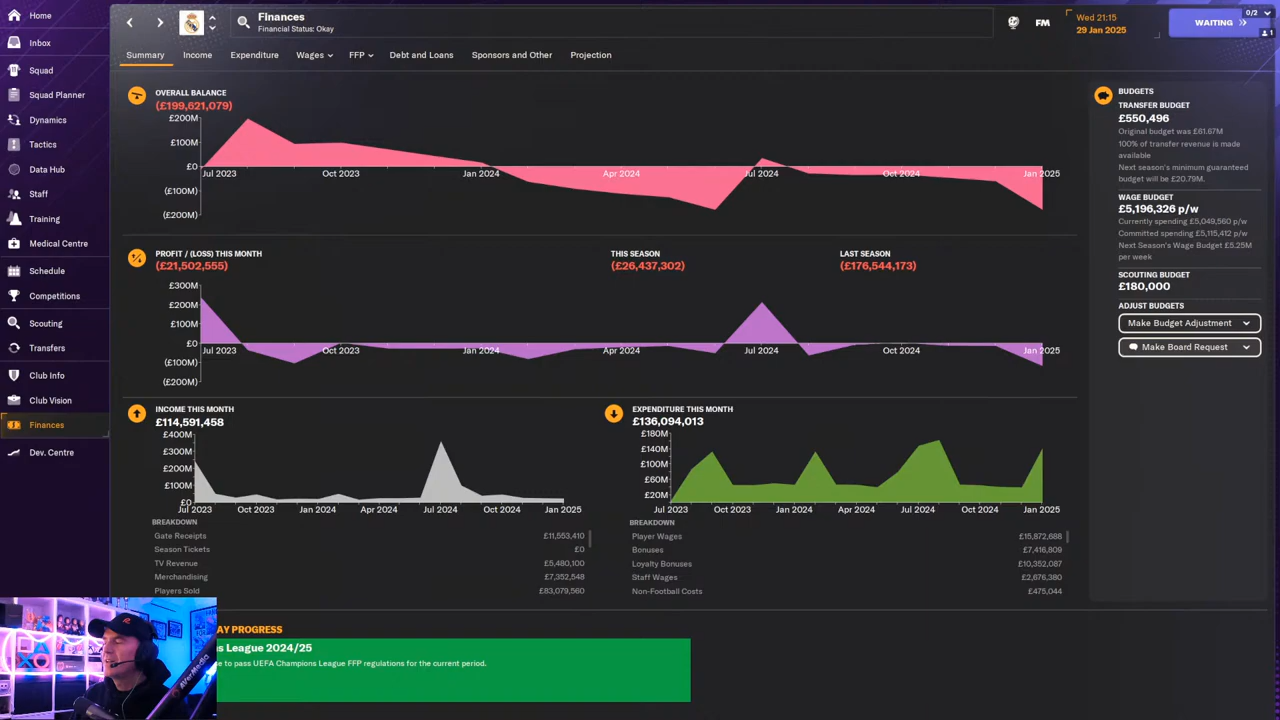 Home
Inbox
Squad
Squad Planner
Dynamics
Tactics
Data Hub
Staff
Training
Medical Centre
Schedule
Competitions
Scouting
Transfers
Club Info
Club Vision
Finances
Dev. Centre
Finances
Financial Status: Okay
FM
Wed 21:15
29 Jan 2025
WAITING
0/2
1
Summary
Income
Expenditure
Wages
FFP
Debt and Loans
Sponsors and Other
Projection
OVERALL BALANCE
(£199,621,079)
£200M
£100M
£0
(£100M)
(£200M)
Jul 2023
Oct 2023
Jan 2024
Apr 2024
Jul 2024
Oct 2024
Jan 2025
PROFIT / (LOSS) THIS MONTH
(£21,502,555)
THIS SEASON
(£26,437,302)
LAST SEASON
(£176,544,173)
£300M
£200M
£100M
£0
(£100M)
(£200M)
Jul 2023
Oct 2023
Jan 2024
Apr 2024
Jul 2024
Oct 2024
Jan 2025
INCOME THIS MONTH
£114,591,458
£400M
£300M
£200M
£100M
£0
Jul 2023
Oct 2023
Jan 2024
Apr 2024
Jul 2024
Oct 2024
Jan 2025
BREAKDOWN
Gate Receipts £11,553,410
Season Tickets £0
TV Revenue £5,480,100
Merchandising £7,352,548
Players Sold £83,079,560
EXPENDITURE THIS MONTH
£136,094,013
£180M
£140M
£100M
£60M
£20M
Jul 2023
Oct 2023
Jan 2024
Apr 2024
Jul 2024
Oct 2024
Jan 2025
BREAKDOWN
Player Wages £15,872,688
Bonuses £7,416,809
Loyalty Bonuses £10,352,087
Staff Wages £2,676,380
Non-Football Costs £475,044
BUDGETS
TRANSFER BUDGET
£550,496
Original budget was £61.67M
100% of transfer revenue is made
available
Next season's minimum guaranteed
budget will be £20.79M.
WAGE BUDGET
£5,196,326 p/w
Currently spending £5,049,560 p/w
Committed spending £5,115,412 p/w
Next Season's Wage Budget £5.25M
per week
SCOUTING BUDGET
£180,000
ADJUST BUDGETS
Make Budget Adjustment
Make Board Request
AY PROGRESS
ns League 2024/25
e to pass UEFA Champions League FFP regulations for the current period.
AVerMedia